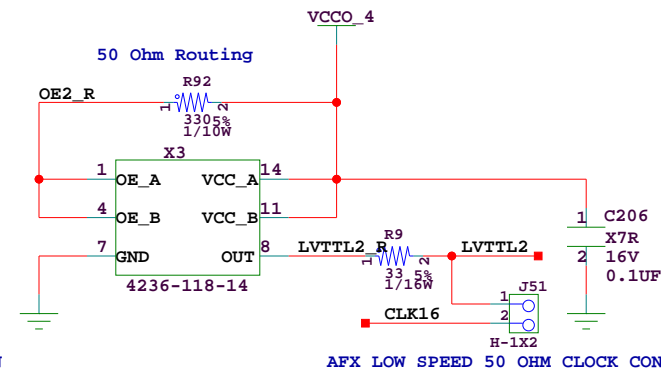 VCCO_4
50 Ohm Routing
OE2_R
R92
1
2
330
5%
1/10W
X3
1
OE_A
VCC_A
14
4
OE_B
VCC_B
11
7
GND
OUT
8
4236-118-14
LVTTL2_R
R9
1
2
33
5%
1/16W
LVTTL2
1
C206
X7R
2
16V
0.1UF
J51
1
2
CLK16
H-1X2
N
AFX LOW SPEED 50 OHM CLOCK CON